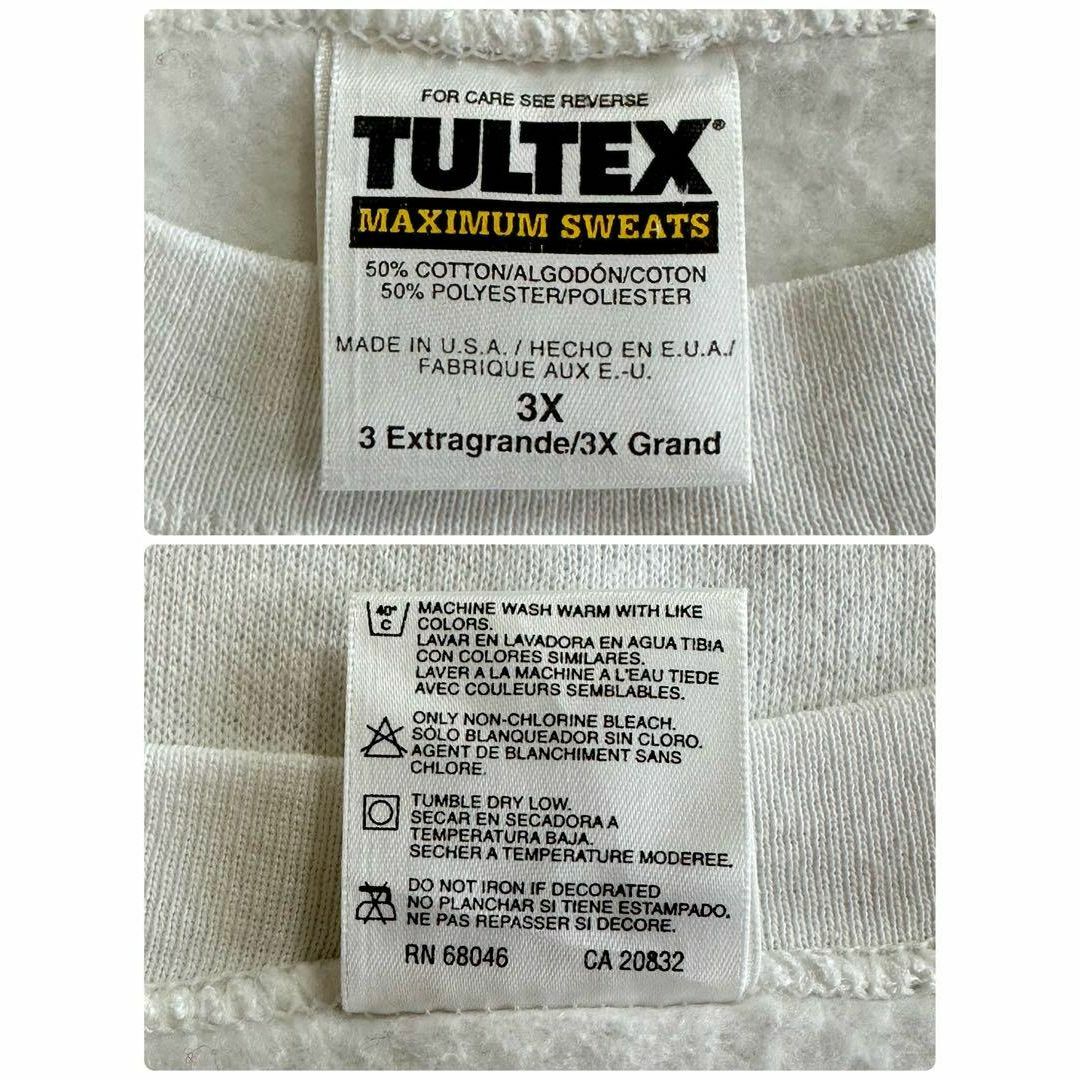 FOR CARE SEE REVERSE
TULTEX®
MAXIMUM SWEATS
50% COTTON/ALGODÓN/COTON
50% POLYESTER/POLIESTER
MADE IN U.S.A. / HECHO EN E.U.A./
FABRIQUE AUX E.-U.
3X
3 Extragrande/3X Grand
40°
C
MACHINE WASH WARM WITH LIKE
COLORS.
LAVAR EN LAVADORA EN AGUA TIBIA
CON COLORES SIMILARES.
LAVER A LA MACHINE A L'EAU TIEDE
AVEC COULEURS SEMBLABLES.
ONLY NON-CHLORINE BLEACH.
SÓLO BLANQUEADOR SIN CLORO.
AGENT DE BLANCHIMENT SANS
CHLORE.
TUMBLE DRY LOW.
SECAR EN SECADORA A
TEMPERATURA BAJA.
SECHER A TEMPERATURE MODEREE.
DO NOT IRON IF DECORATED
NO PLANCHAR SI TIENE ESTAMPADO.
NE PAS REPASSER SI DECORE.
RN 68046 CA 20832